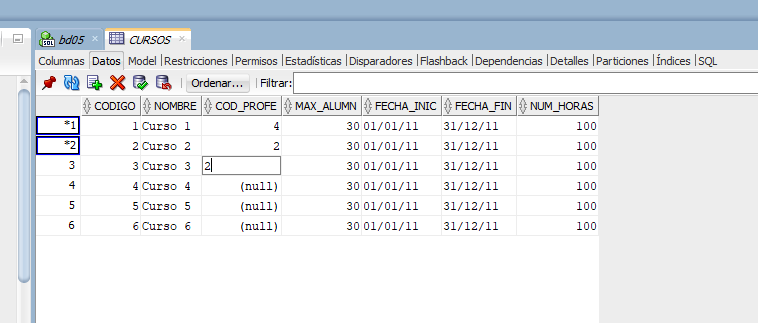 SQL bd05 CURSOS
Columnas Datos Model Restricciones Permisos Estadísticas Disparadores Flashback Dependencias Detalles Particiones Índices SQL
Ordenar... Filtrar:
CODIGO NOMBRE COD_PROFE MAX_ALUMN FECHA_INIC FECHA_FIN NUM_HORAS
*1 1 Curso 1 4 30 01/01/11 31/12/11 100
*2 2 Curso 2 2 30 01/01/11 31/12/11 100
3 3 Curso 3 2 30 01/01/11 31/12/11 100
4 4 Curso 4 (null) 30 01/01/11 31/12/11 100
5 5 Curso 5 (null) 30 01/01/11 31/12/11 100
6 6 Curso 6 (null) 30 01/01/11 31/12/11 100